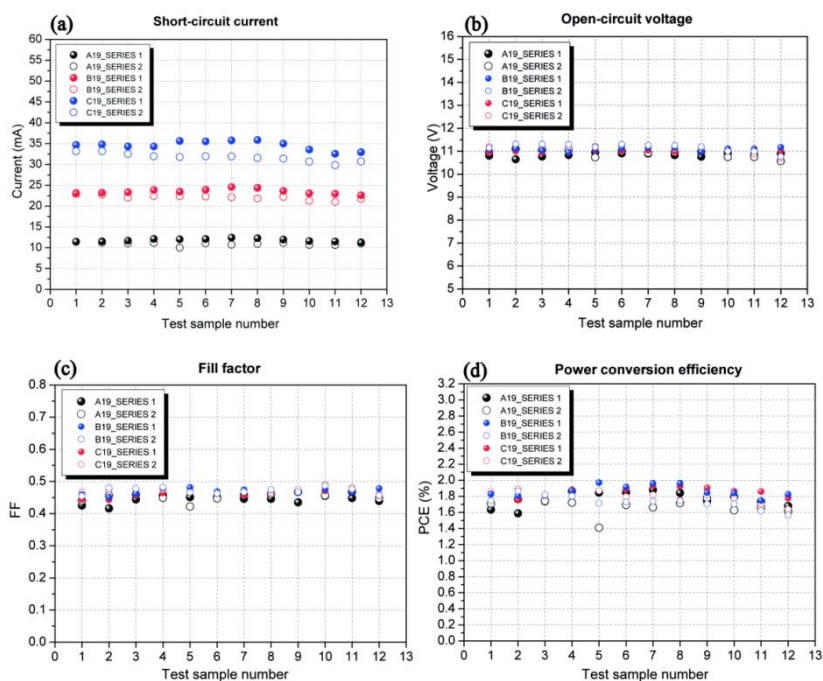 (a)
Short-circuit current
60
55
50
45
40
35
30
25
20
15
10
5
0
Current (mA)
A19_SERIES 1
A19_SERIES 2
B19_SERIES 1
B19_SERIES 2
C19_SERIES 1
C19_SERIES 2
0 1 2 3 4 5 6 7 8 9 10 11 12 13
Test sample number
(b)
Open-circuit voltage
16
15
14
13
12
11
10
9
8
7
6
5
Voltage (V)
A19_SERIES 1
A19_SERIES 2
B19_SERIES 1
B19_SERIES 2
C19_SERIES 1
C19_SERIES 2
0 1 2 3 4 5 6 7 8 9 10 11 12 13
Test sample number
(c)
Fill factor
0.8
0.7
0.6
0.5
0.4
0.3
0.2
0.1
0.0
FF
A19_SERIES 1
A19_SERIES 2
B19_SERIES 1
B19_SERIES 2
C19_SERIES 1
C19_SERIES 2
0 1 2 3 4 5 6 7 8 9 10 11 12 13
Test sample number
(d)
Power conversion efficiency
3.2
3.0
2.8
2.6
2.4
2.2
2.0
1.8
1.6
1.4
1.2
1.0
0.8
0.6
0.4
0.2
0.0
PCE (%)
A19_SERIES 1
A19_SERIES 2
B19_SERIES 1
B19_SERIES 2
C19_SERIES 1
C19_SERIES 2
0 1 2 3 4 5 6 7 8 9 10 11 12 13
Test sample number